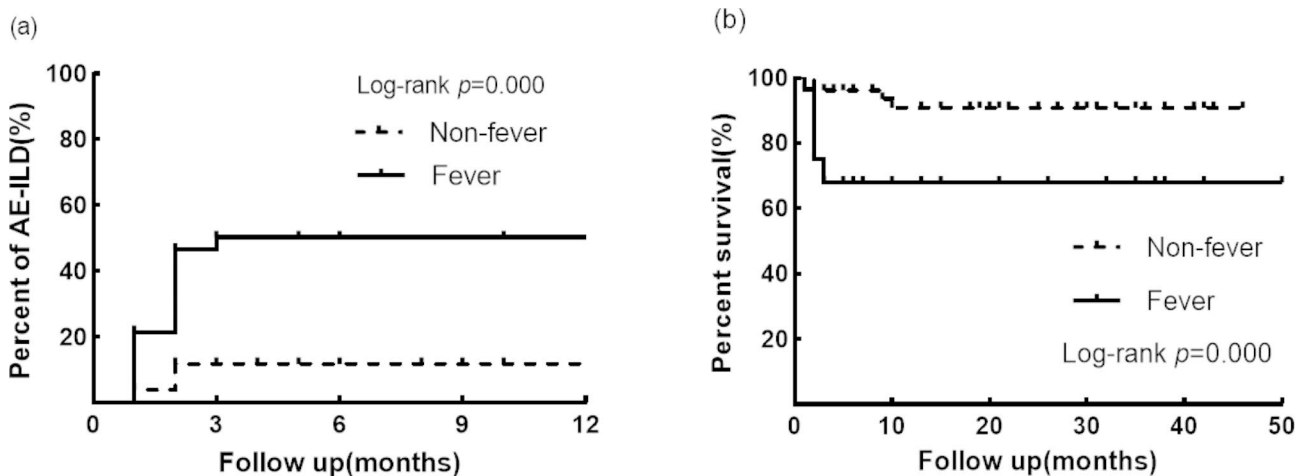 (a)
Percent of AE-ILD(%)
100
80
60
40
20
Log-rank p=0.000
Non-fever
Fever
0 3 6 9 12
Follow up(months)
(b)
Percent survival(%)
100
80
60
40
20
Non-fever
Fever
Log-rank p=0.000
0 10 20 30 40 50
Follow up(months)